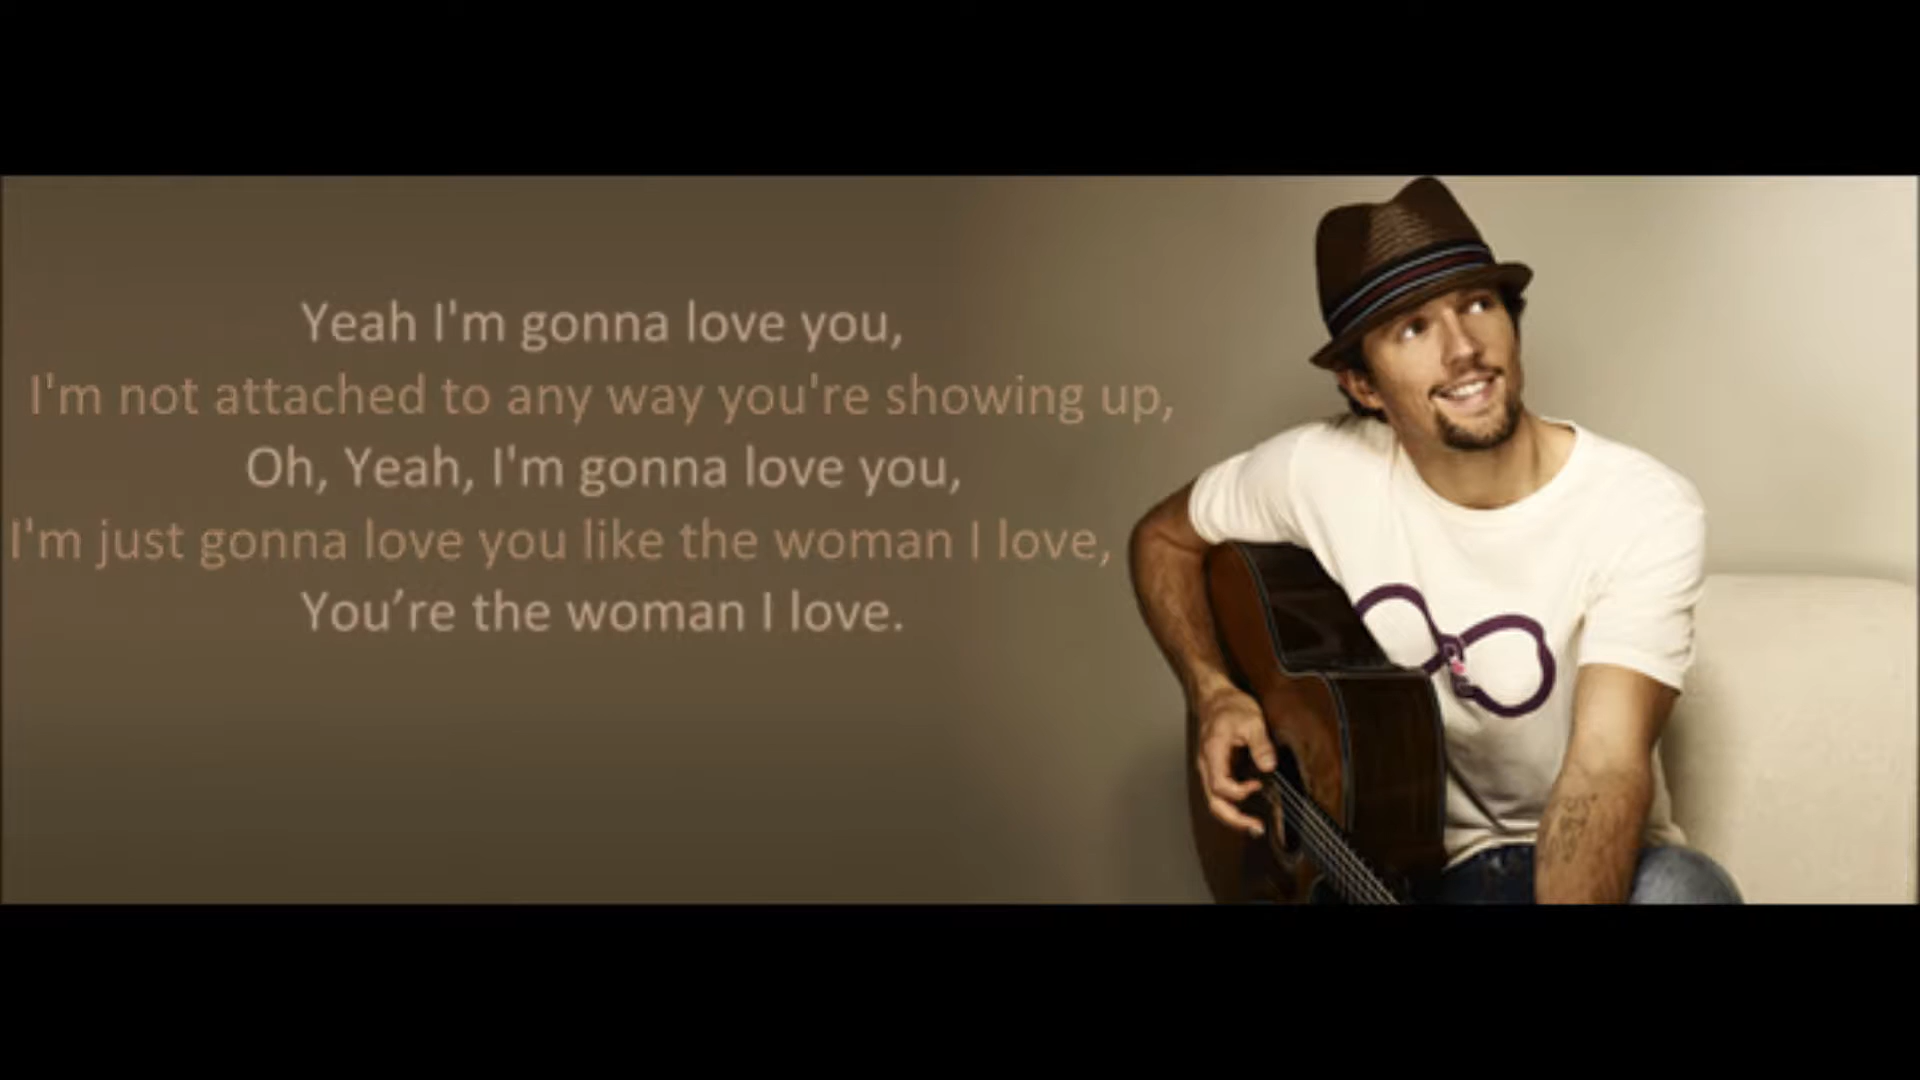 Yeah I'm gonna love you,
I'm not attached to any way you're showing up,
Oh, Yeah, I'm gonna love you,
I'm just gonna love you like the woman I love,
You’re the woman I love.